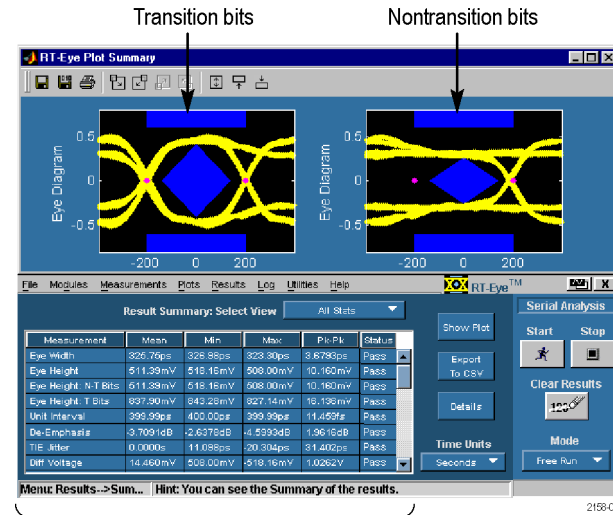 Transition bits Nontransition bits
RT-Eye Plot Summary
Eye Diagram
0.5
0
-0.5
-200 0 200
Eye Diagram
0.5
0
-0.5
-200 0 200
File Modules Measurements Plots Results Log Utilities Help RT-Eye™ X
Result Summary: Select View All Stats
Measurement Mean Min Max Pk-Pk Status
Eye Width 325.75ps 326.98ps 323.30ps 3.6793ps Pass
Eye Height 511.39mV 518.16mV 508.00mV 10.160mV Pass
Eye Height: N-T Bits 511.39mV 518.16mV 508.00mV 10.160mV Pass
Eye Height: T Bits 837.90mV 843.28mV 827.14mV 16.136mV Pass
Unit Interval 399.99ps 400.00ps 399.99ps 11.459fs Pass
De-Emphasis -3.7091dB -2.6378dB -4.5993dB 1.9616dB Pass
TIE Jitter 0.0000s 11.098ps -20.304ps 31.402ps Pass
Diff Voltage 14.460mV 508.00mV -518.16mV 1.0262V Pass
Show Plot
Export
To CSV
Details
Time Units
Seconds
Serial Analysis
Start Stop
Clear Results
Mode
Free Run
Menu: Results-->Sum... Hint: You can see the Summary of the results.